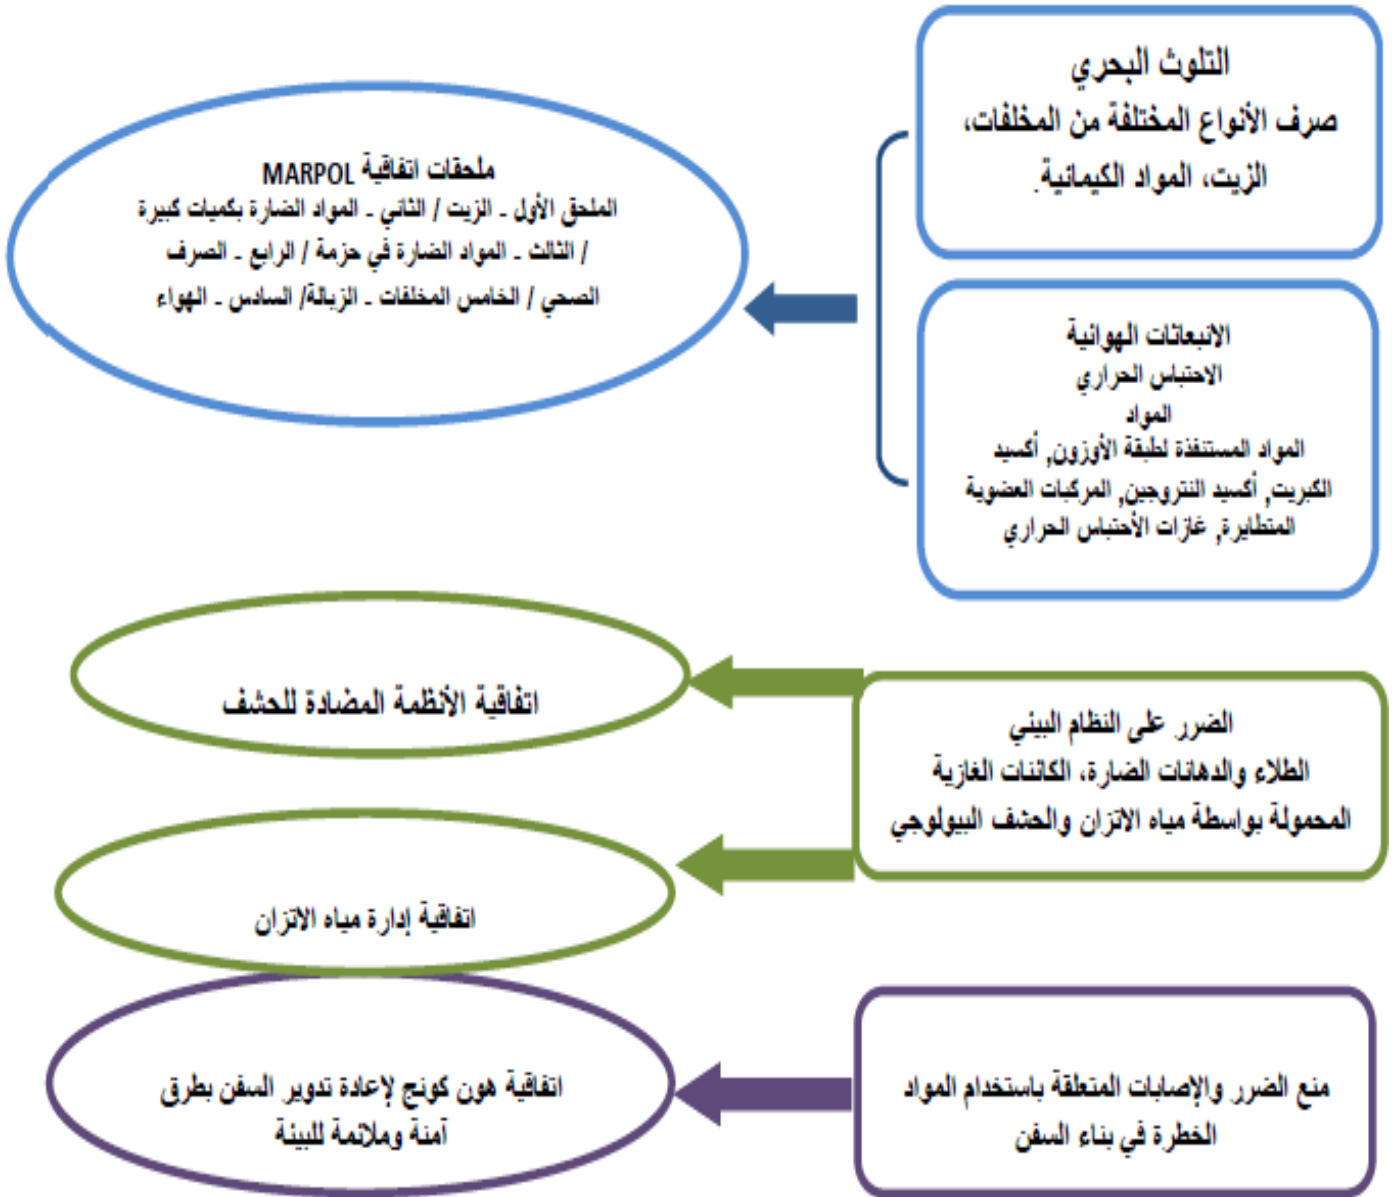 التلوث البحري
صرف الأنواع المختلفة من المخلفات،
الزيت، المواد الكيمائية.
ملحقات اتفاقية MARPOL
الملحق الأول - الزيت / الثاني - المواد الضارة بكميات كبيرة
/ الثالث - المواد الضارة في حزمة / الرابع - الصرف
الصحي / الخامس المخلفات - الزبالة/ السادس - الهواء
الانبعاثات الهوائية
الاحتباس الحراري
المواد
المواد المستنفذة لطبقة الأوزون, أكسيد
الكبريت, أكسيد النتروجين, المركبات العضوية
المتطايرة, غازات الأحتباس الحراري
الضرر على النظام البيئي
الطلاء والدهانات الضارة، الكائنات الغازية
المحمولة بواسطة مياه الاتزان والحشف البيولوجي
اتفاقية الأنظمة المضادة للحشف
اتفاقية إدارة مياه الاتزان
منع الضرر والإصابات المتعلقة باستخدام المواد
الخطرة في بناء السفن
اتفاقية هون كونج لإعادة تدوير السفن بطرق
آمنة وملائمة للبيئة